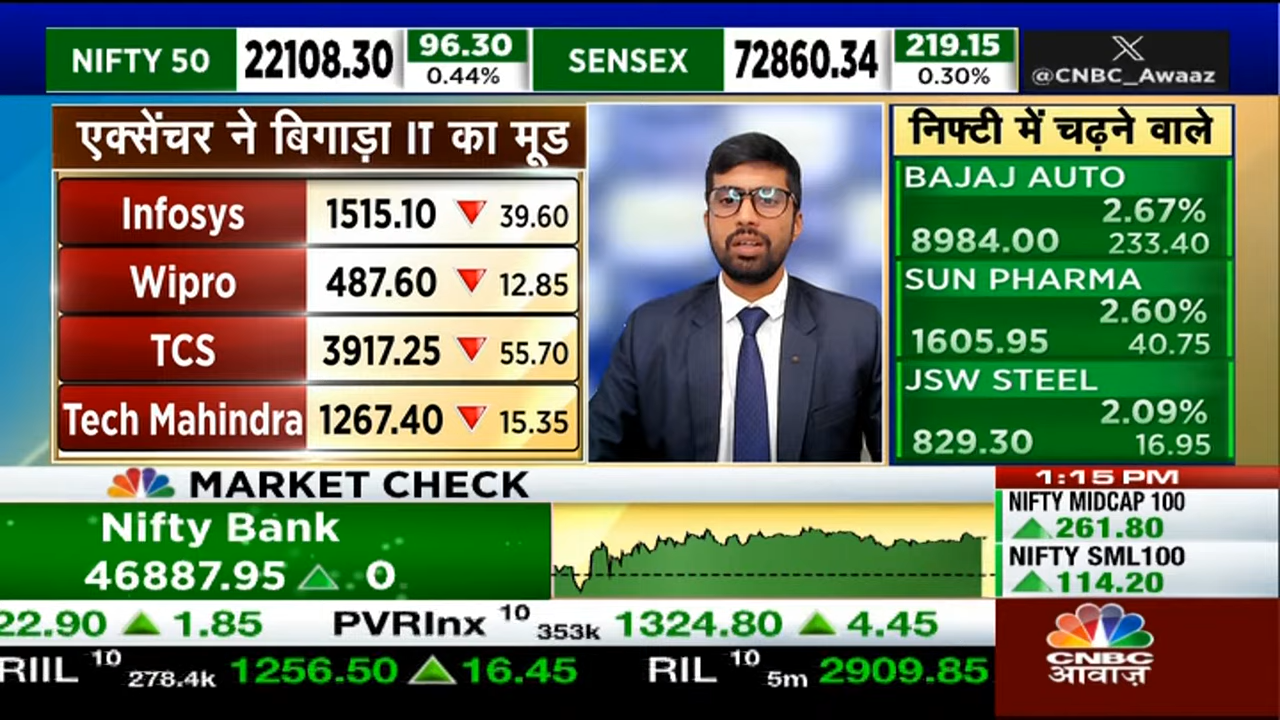 NIFTY 50 22108.30 96.30 0.44% SENSEX 72860.34 219.15 0.30% X @CNBC_Awaaz
एक्सेंचर ने बिगाड़ा IT का मूड
Infosys 1515.10 ▼ 39.60
Wipro 487.60 ▼ 12.85
TCS 3917.25 ▼ 55.70
Tech Mahindra 1267.40 ▼ 15.35
निफ्टी में चढ़ने वाले
BAJAJ AUTO
2.67%
8984.00 233.40
SUN PHARMA
2.60%
1605.95 40.75
JSW STEEL
2.09%
829.30 16.95
MARKET CHECK
Nifty Bank
46887.95 ▲ 0
1:15 PM
NIFTY MIDCAP 100
▲ 261.80
NIFTY SML100
▲ 114.20
22.90 ▲ 1.85 PVRInx 10 353k 1324.80 ▲ 4.45
RIIL 10 278.4k 1256.50 ▲ 16.45 RIL 10 5m 2909.85
CNBC
आवाज़